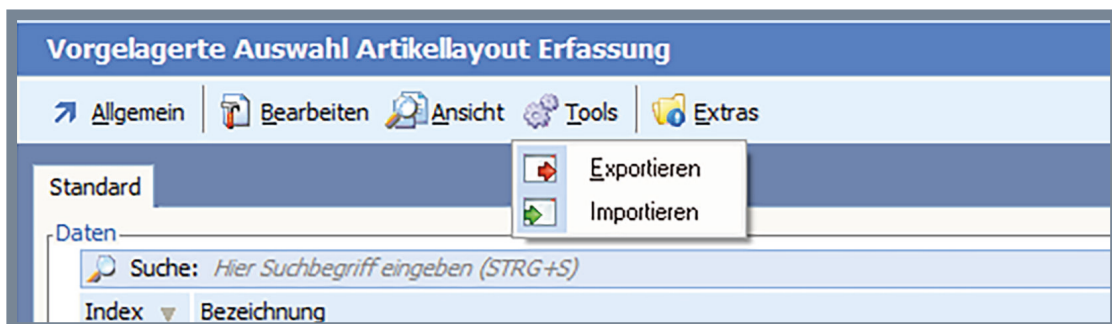 Vorgelagerte Auswahl Artikellayout Erfassung
Allgemein Bearbeiten Ansicht Tools Extras
Exportieren
Importieren
Standard
Daten
Suche: Hier Suchbegriff eingeben (STRG+S)
Index Bezeichnung